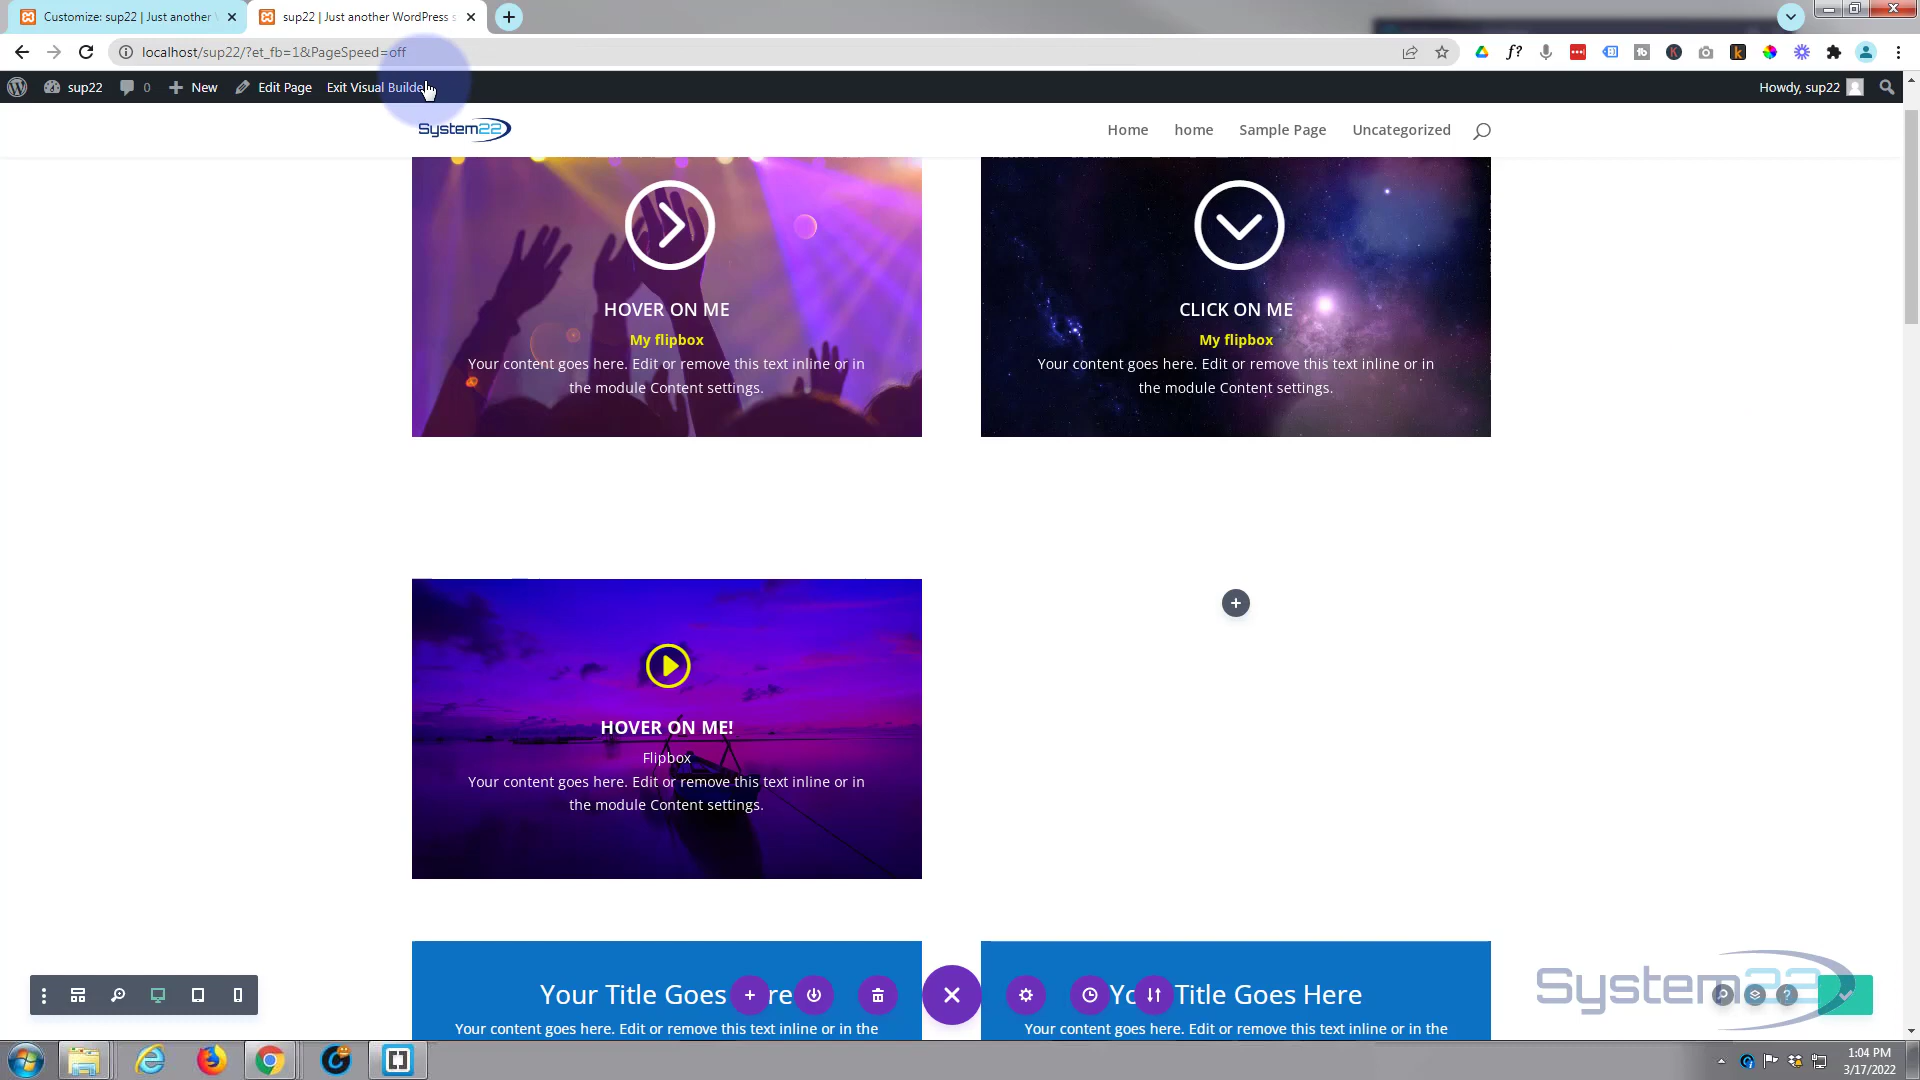 Customize: sup22 | Just another
sup22 | Just another WordPress s
localhost/sup22/?et_fb=1&PageSpeed=off
sup22
0
New
Edit Page
Exit Visual Builder
Howdy, sup22
System22
Home
home
Sample Page
Uncategorized
HOVER ON ME
My flipbox
Your content goes here. Edit or remove this text inline or in
the module Content settings.
CLICK ON ME
My flipbox
Your content goes here. Edit or remove this text inline or in
the module Content settings.
HOVER ON ME!
Flipbox
Your content goes here. Edit or remove this text inline or in
the module Content settings.
Your Title Goes re
Your content goes here. Edit or remove this text inline or in the
Yo Title Goes Here
Your content goes here. Edit or remove this text inline or in the
System22
1:04 PM
3/17/2022